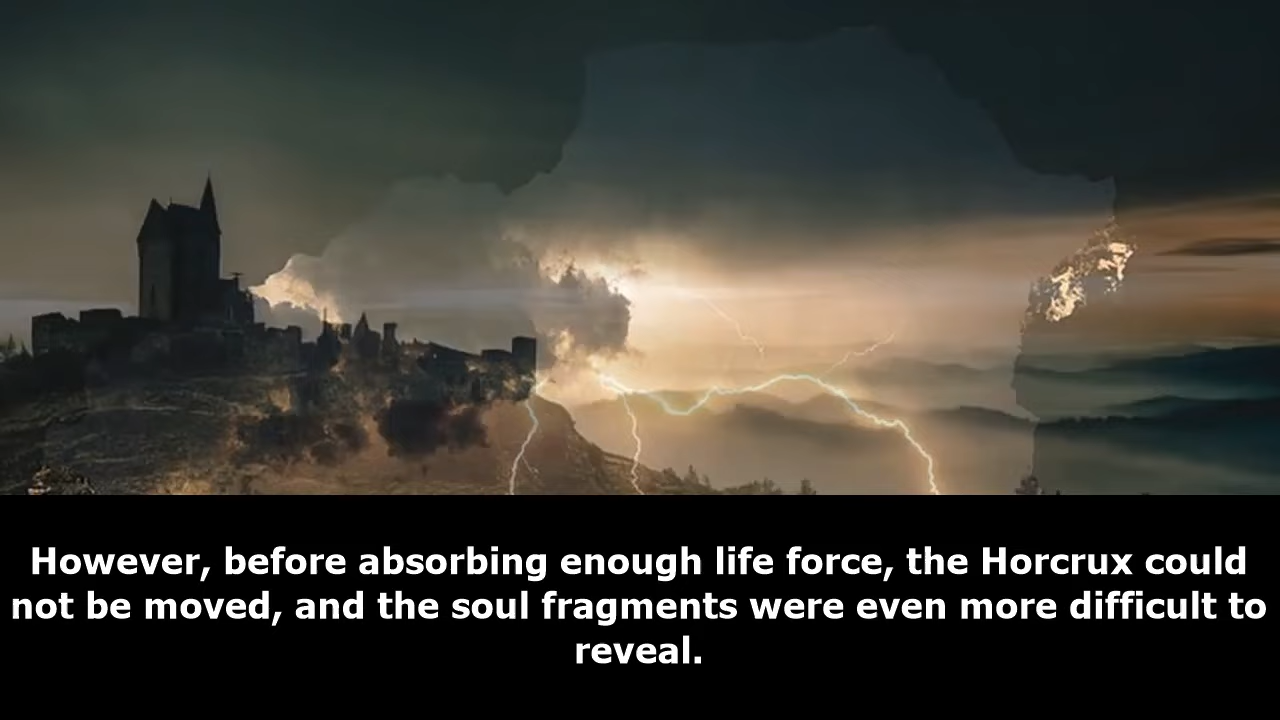 However, before absorbing enough life force, the Horcrux could
not be moved, and the soul fragments were even more difficult to
reveal.